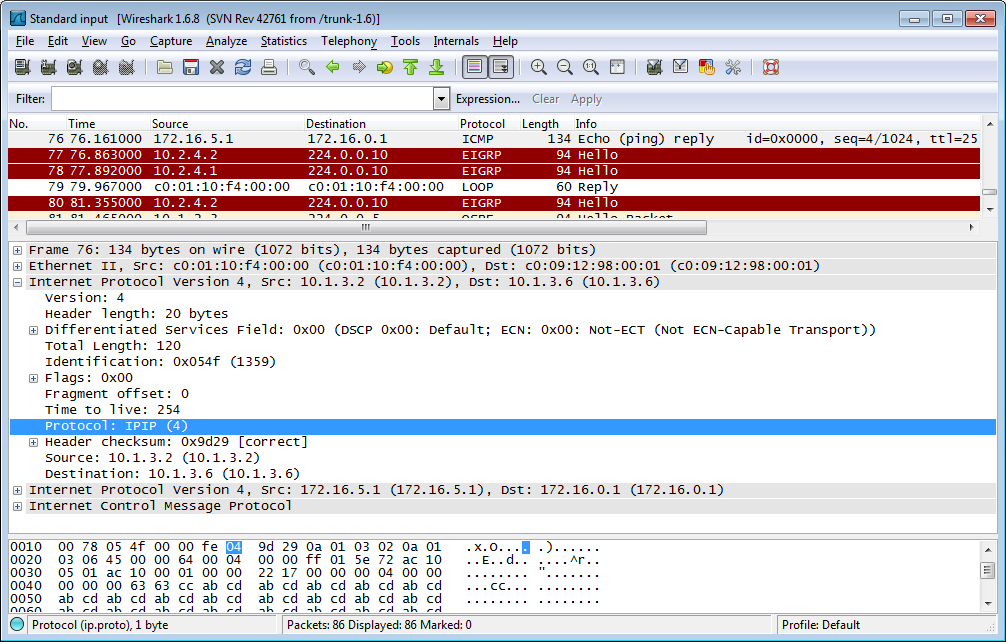 Standard input [Wireshark 1.6.8 (SVN Rev 42761 from /trunk-1.6)]
File Edit View Go Capture Analyze Statistics Telephony Tools Internals Help
Filter: Expression... Clear Apply
No. Time Source Destination Protocol Length Info
76 76.161000 172.16.5.1 172.16.0.1 ICMP 134 Echo (ping) reply id=0x0000, seq=4/1024, ttl=25
77 76.863000 10.2.4.2 224.0.0.10 EIGRP 94 Hello
78 77.892000 10.2.4.1 224.0.0.10 EIGRP 94 Hello
79 79.967000 c0:01:10:f4:00:00 c0:01:10:f4:00:00 LOOP 60 Reply
80 81.355000 10.2.4.2 224.0.0.10 EIGRP 94 Hello
81 81.465000 10.1.3.3 224.0.0.5 OSPF 94 Hello Packet
Frame 76: 134 bytes on wire (1072 bits), 134 bytes captured (1072 bits)
Ethernet II, Src: c0:01:10:f4:00:00 (c0:01:10:f4:00:00), Dst: c0:09:12:98:00:01 (c0:09:12:98:00:01)
Internet Protocol Version 4, Src: 10.1.3.2 (10.1.3.2), Dst: 10.1.3.6 (10.1.3.6)
Version: 4
Header length: 20 bytes
Differentiated Services Field: 0x00 (DSCP 0x00: Default; ECN: 0x00: Not-ECT (Not ECN-Capable Transport))
Total Length: 120
Identification: 0x054f (1359)
Flags: 0x00
Fragment offset: 0
Time to live: 254
Protocol: IPIP (4)
Header checksum: 0x9d29 [correct]
Source: 10.1.3.2 (10.1.3.2)
Destination: 10.1.3.6 (10.1.3.6)
Internet Protocol Version 4, Src: 172.16.5.1 (172.16.5.1), Dst: 172.16.0.1 (172.16.0.1)
Internet Control Message Protocol
0010 00 78 05 4f 00 00 fe 04 9d 29 0a 01 03 02 0a 01 .x.O.... .)......
0020 03 06 45 00 00 64 00 04 00 00 ff 01 5e 72 ac 10 ..E..d.. ....^r..
0030 05 01 ac 10 00 01 00 00 22 17 00 00 00 04 00 00 ........ ".......
0040 00 00 00 63 63 cc ab cd ab cd ab cd ab cd ab cd ...cc... ........
0050 ab cd ab cd ab cd ab cd ab cd ab cd ab cd ab cd ........ ........
0060 ab cd ab cd ab cd ab cd ab cd ab cd ab cd ab cd
Protocol (ip.proto), 1 byte Packets: 86 Displayed: 86 Marked: 0 Profile: Default